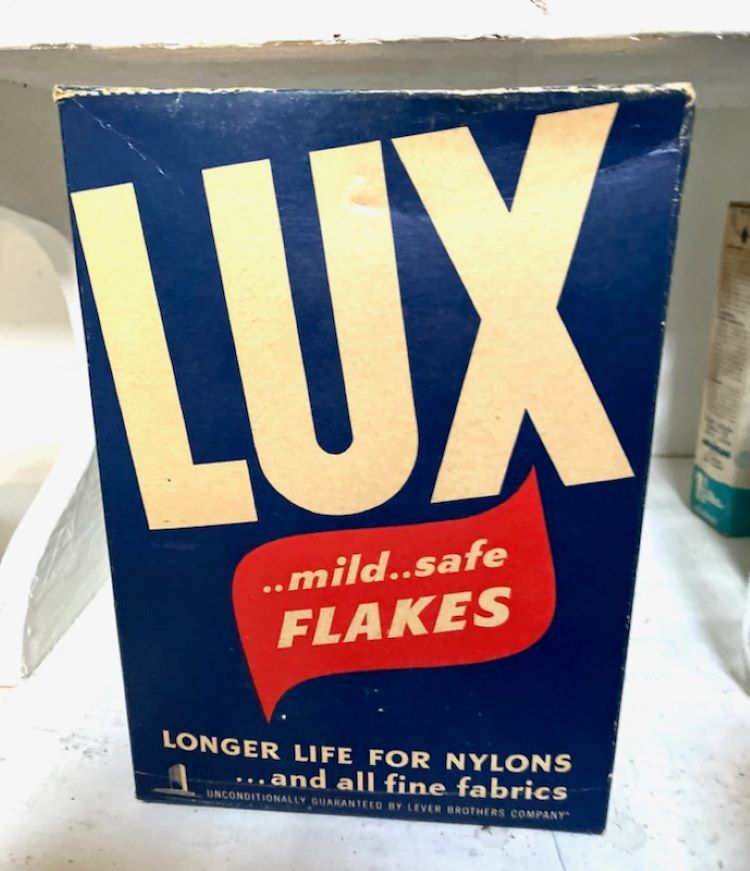 LUX
..mild..safe
FLAKES
LONGER LIFE FOR NYLONS
...and all fine fabrics
UNCONDITIONALLY GUARANTEED BY LEVER BROTHERS COMPANY